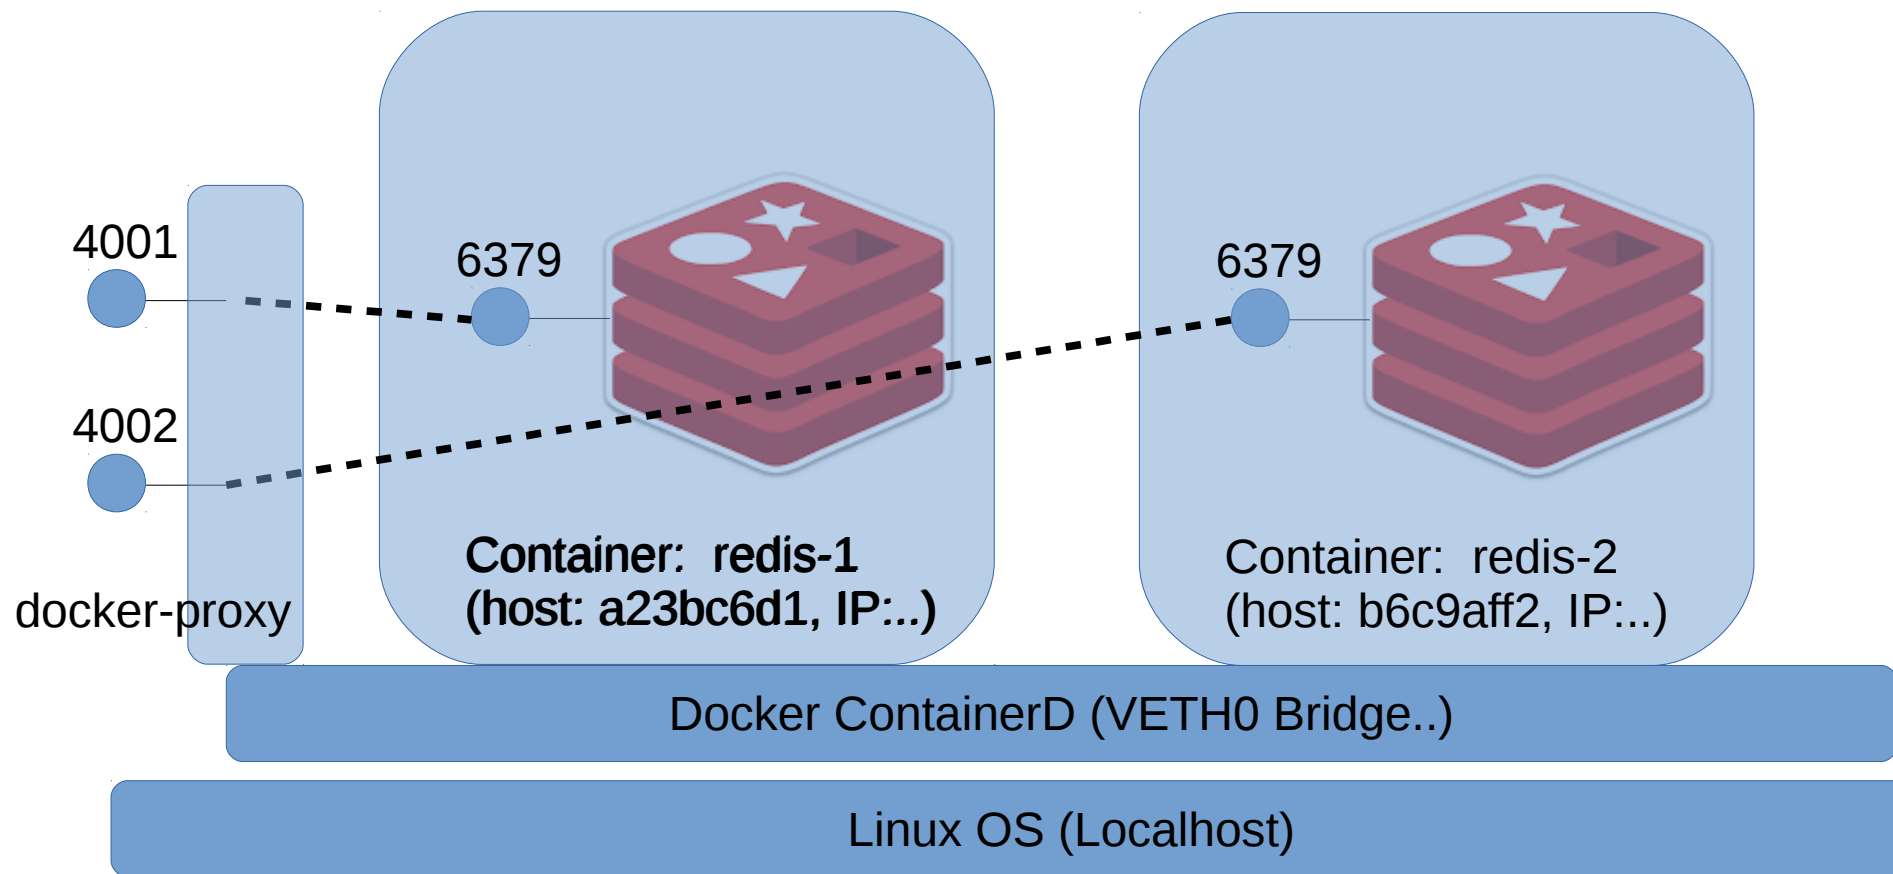 4001
6379
6379
4002
Container: redis-1
(host: a23bc6d1, IP:...)
Container: redis-2
(host: b6c9aff2, IP:..)
docker-proxy
Docker ContainerD (VETH0 Bridge..)
Linux OS (Localhost)